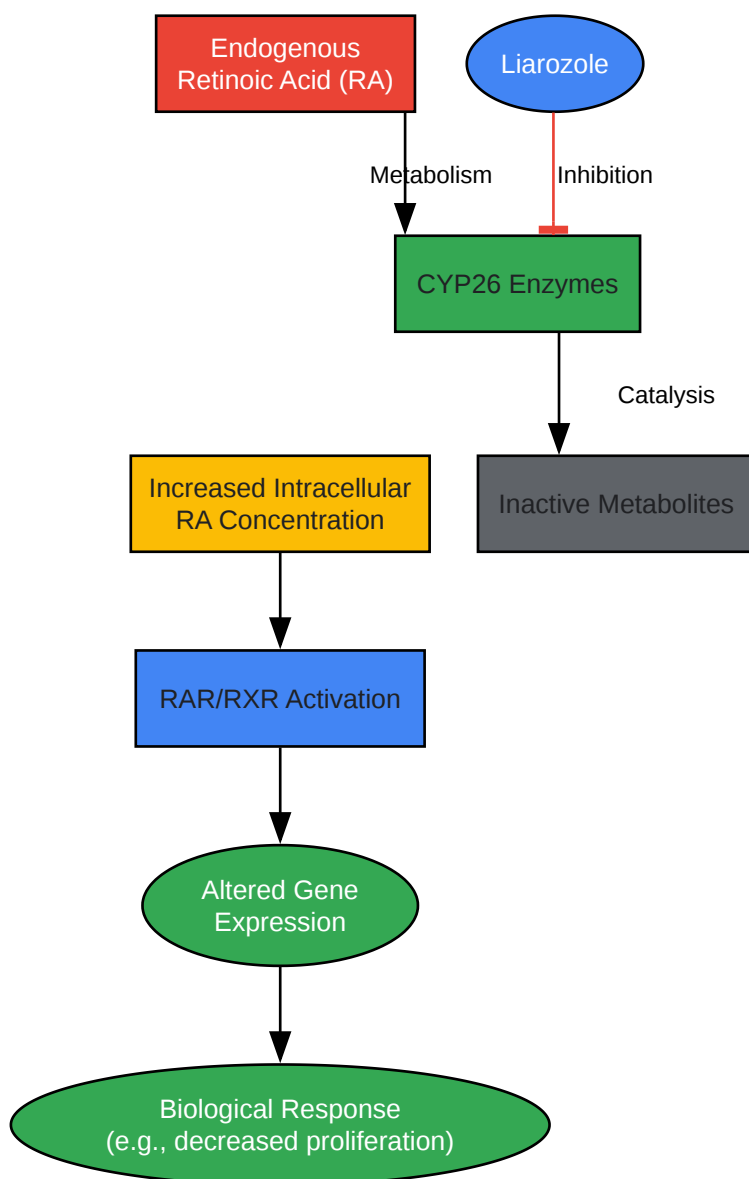 Endogenous
Retinoic Acid (RA)
Liarozole
Metabolism
Inhibition
CYP26 Enzymes
Catalysis
Increased Intracellular
RA Concentration
Inactive Metabolites
RAR/RXR Activation
Altered Gene
Expression
Biological Response
(e.g., decreased proliferation)